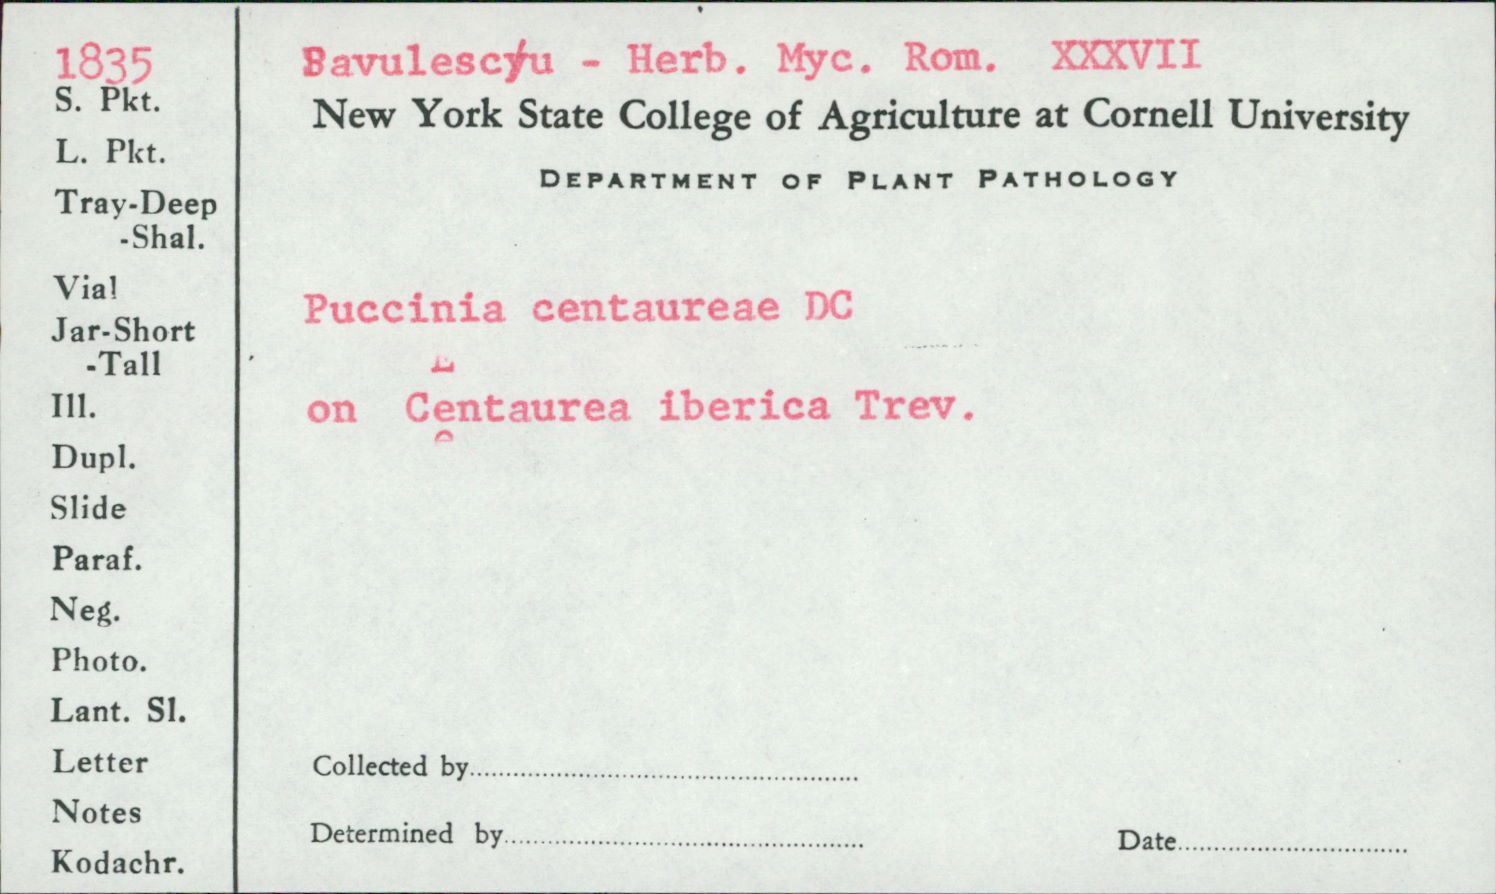 1835
S. Pkt.
L. Pkt.
Tray-Deep
-Shal.
Vial
Jar-Short
-Tall
Ill.
Dupl.
Slide
Paraf.
Neg.
Photo.
Lant. Sl.
Letter
Notes
Kodachr.
Savulescu - Herb. Myc. Rom. XXXVII
New York State College of Agriculture at Cornell University
DEPARTMENT OF PLANT PATHOLOGY
Puccinia centaureae DC
on Centaurea iberica Trev.
Collected by
Determined by
Date